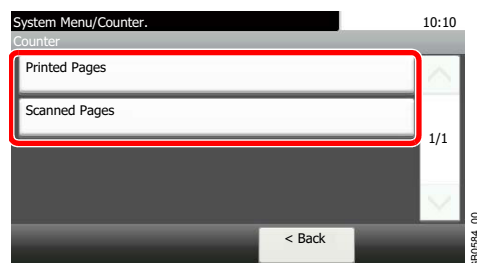 System Menu/Counter.
10:10
Counter
Printed Pages
Scanned Pages
1/1
< Back